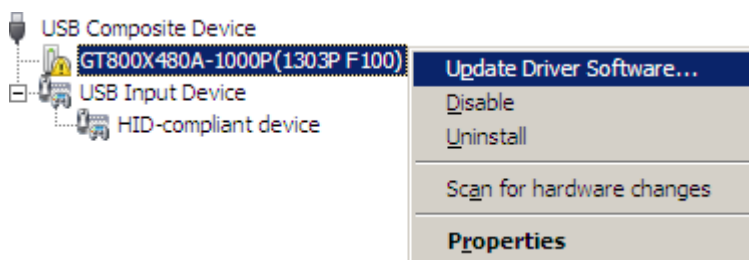 USB Composite Device
GT800X480A-1000P(1303P F100)
USB Input Device
HID-compliant device
Update Driver Software...
Disable
Uninstall
Scan for hardware changes
Properties